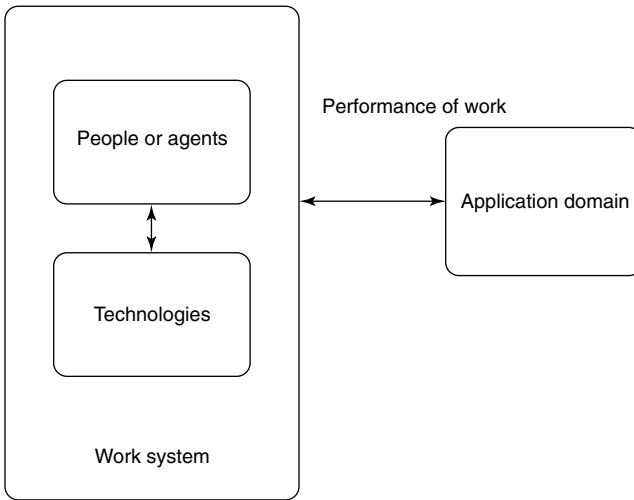 People or agents
Technologies
Work system
Performance of work
Application domain